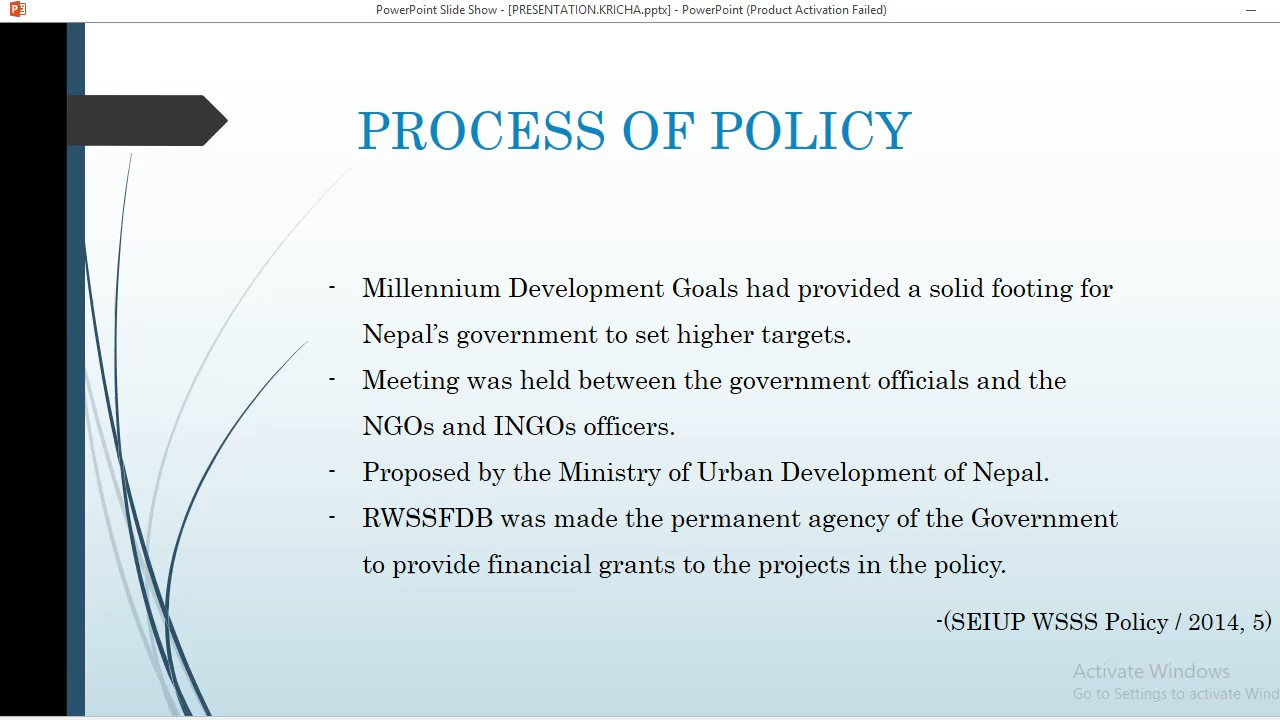 PowerPoint Slide Show - [PRESENTATION.KRICHA.pptx] - PowerPoint (Product Activation Failed)
PROCESS OF POLICY
- Millennium Development Goals had provided a solid footing for
Nepal's government to set higher targets.
- Meeting was held between the government officials and the
NGOs and INGOs officers.
- Proposed by the Ministry of Urban Development of Nepal.
- RWSSFDB was made the permanent agency of the Government
to provide financial grants to the projects in the policy.
-(SEIUP WSSS Policy / 2014, 5)
Activate Windows
Go to Settings to activate Wind